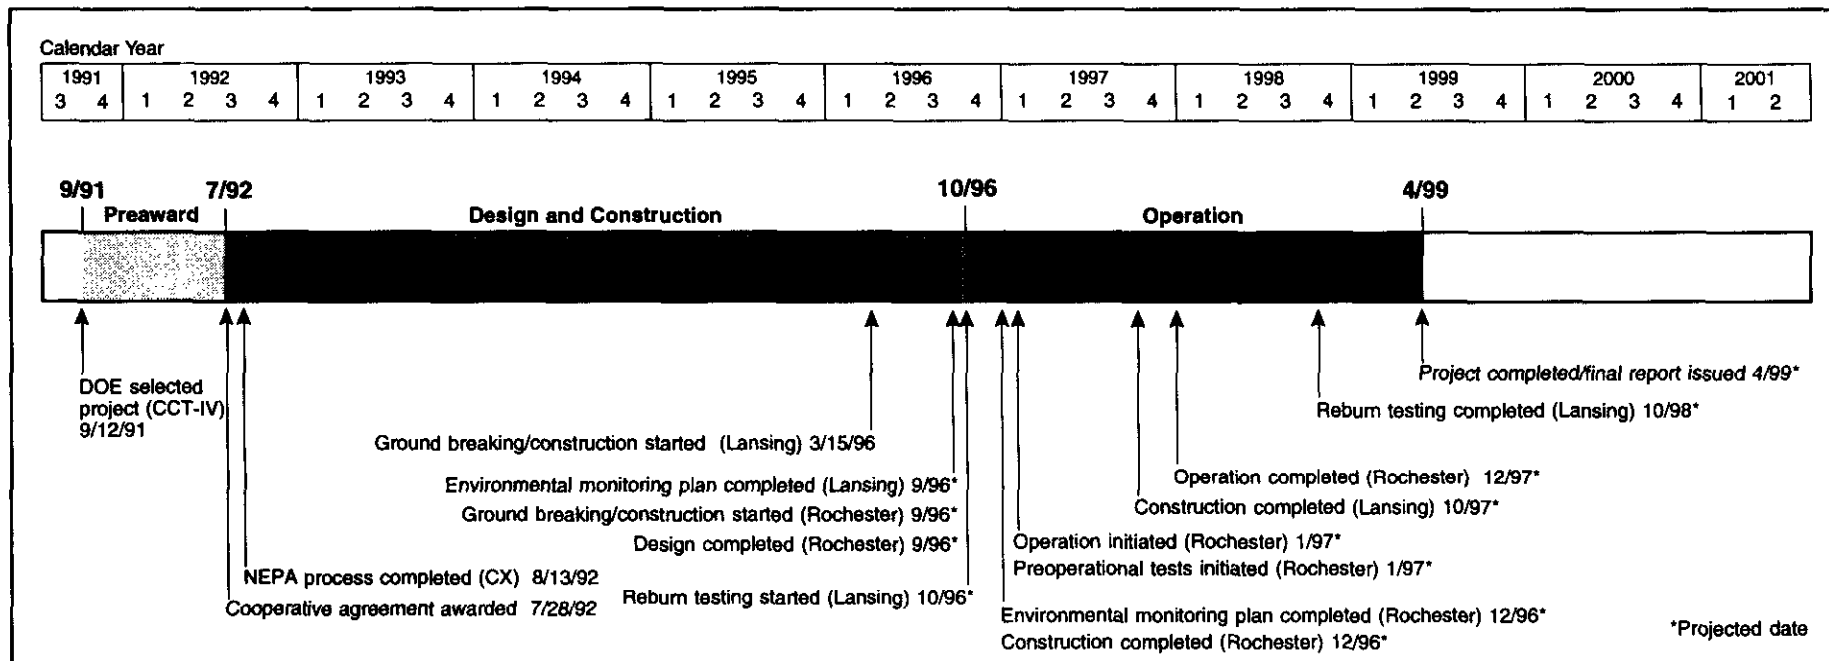 Calendar Year
1991 1992 1993 1994 1995 1996 1997 1998 1999 2000 2001
3 4 1 2 3 4 1 2 3 4 1 2 3 4 1 2 3 4 1 2 3 4 1 2 3 4 1 2 3 4 1 2 3 4 1 2 3 4 1 2
9/91 7/92 10/96 4/99
Preaward Design and Construction Operation
DOE selected
project (CCT-IV)
9/12/91
Project completed/final report issued 4/99*
Reburn testing completed (Lansing) 10/98*
Ground breaking/construction started (Lansing) 3/15/96
Operation completed (Rochester) 12/97*
Environmental monitoring plan completed (Lansing) 9/96*
Construction completed (Lansing) 10/97*
Ground breaking/construction started (Rochester) 9/96*
Design completed (Rochester) 9/96*
Operation initiated (Rochester) 1/97*
Preoperational tests initiated (Rochester) 1/97*
NEPA process completed (CX) 8/13/92
Reburn testing started (Lansing) 10/96*
Cooperative agreement awarded 7/28/92
Environmental monitoring plan completed (Rochester) 12/96*
Construction completed (Rochester) 12/96*
*Projected date